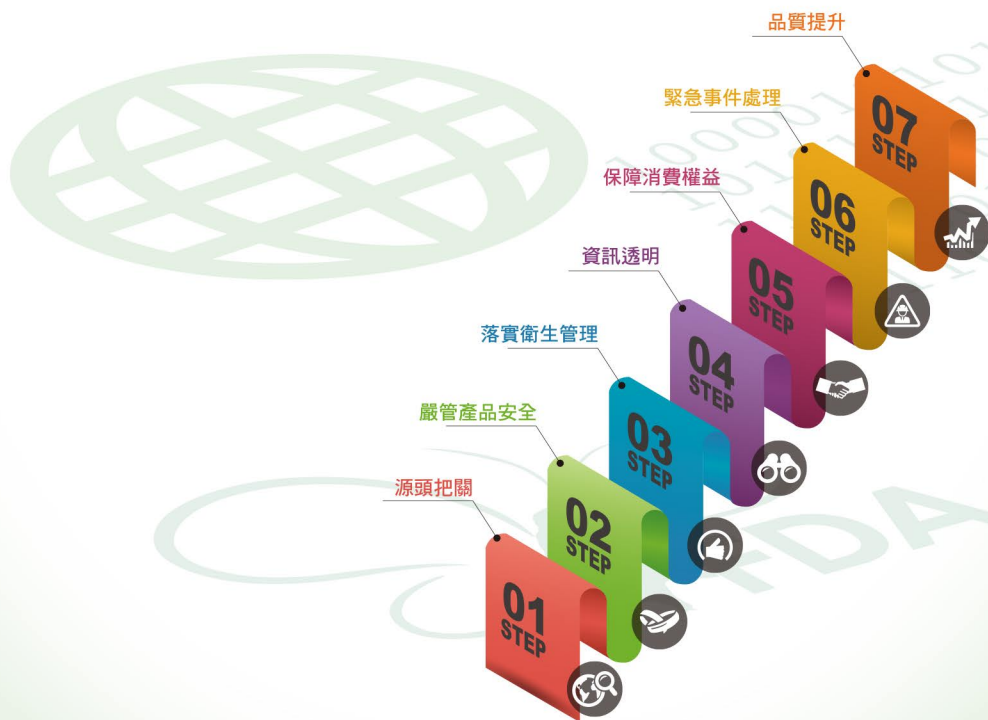 品質提升
07
STEP
緊急事件處理
06
STEP
保障消費權益
05
STEP
資訊透明
04
STEP
落實衛生管理
03
STEP
嚴管產品安全
02
STEP
源頭把關
01
STEP
FDA